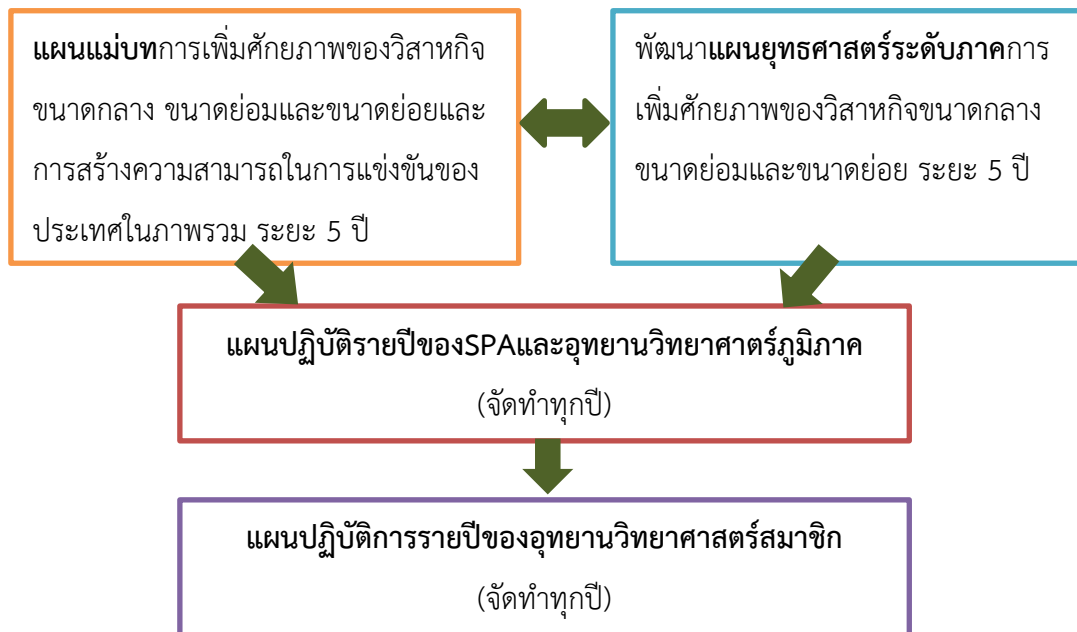 แผนแม่บทการเพิ่มศักยภาพของวิสาหกิจ
ขนาดกลาง ขนาดย่อมและขนาดย่อยและ
การสร้างความสามารถในการแข่งขันของ
ประเทศในภาพรวม ระยะ 5 ปี
พัฒนาแผนยุทธศาสตร์ระดับภาคการ
เพิ่มศักยภาพของวิสาหกิจขนาดกลาง
ขนาดย่อมและขนาดย่อย ระยะ 5 ปี
แผนปฏิบัติรายปีของSPAและอุทยานวิทยาศาตร์ภูมิภาค
(จัดทำทุกปี)
แผนปฏิบัติการรายปีของอุทยานวิทยาศาสตร์สมาชิก
(จัดทำทุกปี)